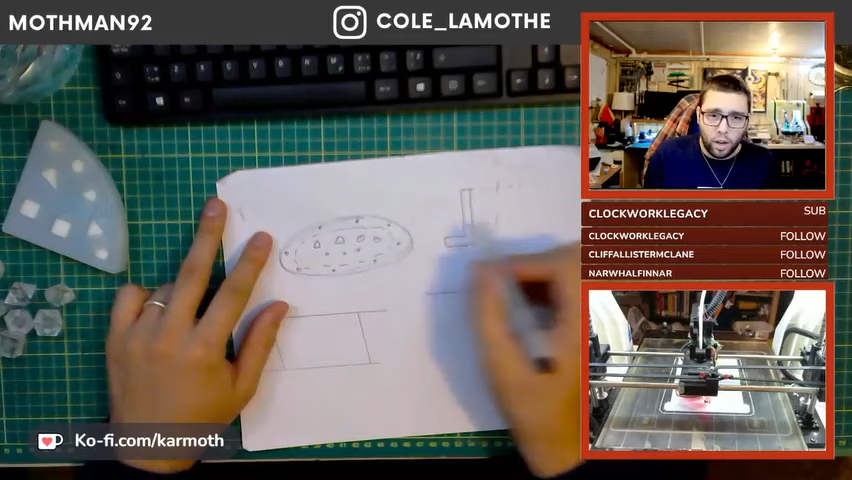 MOTHMAN92
COLE_LAMOTHE
CLOCKWORKLEGACY SUB
CLOCKWORKLEGACY FOLLOW
CLIFFALLISTERMCLANE FOLLOW
NARWHALFINNAR FOLLOW
Ko-fi.com/karmoth